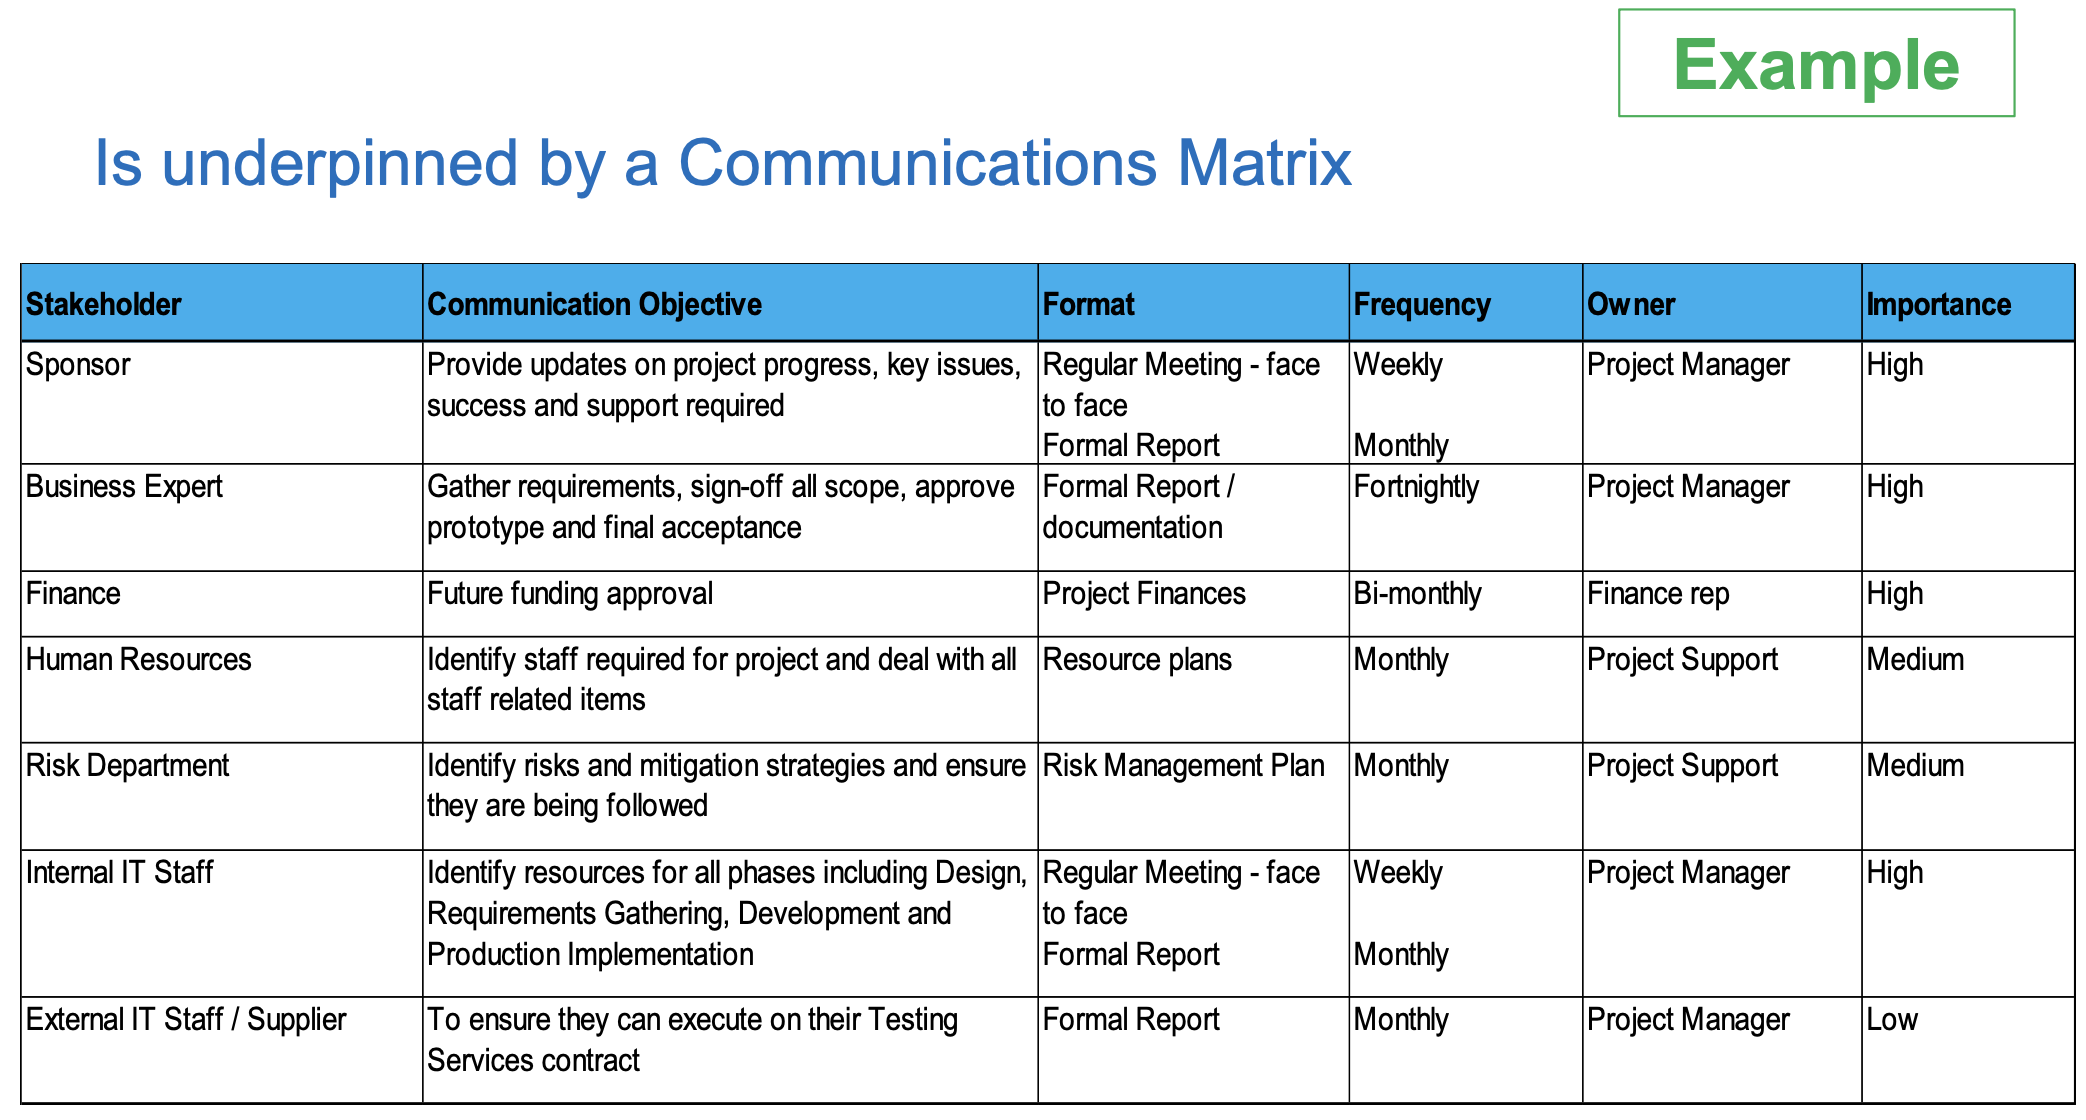 Example
Is underpinned by a Communications Matrix
Stakeholder Communication Objective Format Frequency Owner Importance
Sponsor Provide updates on project progress, key issues, Regular Meeting - face Weekly Project Manager High
success and support required to face
Formal Report Monthly
Business Expert Gather requirements, sign-off all scope, approve Formal Report / Fortnightly Project Manager High
prototype and final acceptance documentation
Finance Future funding approval Project Finances Bi-monthly Finance rep High
Human Resources Identify staff required for project and deal with all Resource plans Monthly Project Support Medium
staff related items
Risk Department Identify risks and mitigation strategies and ensure Risk Management Plan Monthly Project Support Medium
they are being followed
Internal IT Staff Identify resources for all phases including Design, Regular Meeting - face Weekly Project Manager High
Requirements Gathering, Development and to face
Production Implementation Formal Report Monthly
External IT Staff / Supplier To ensure they can execute on their Testing Formal Report Monthly Project Manager Low
Services contract